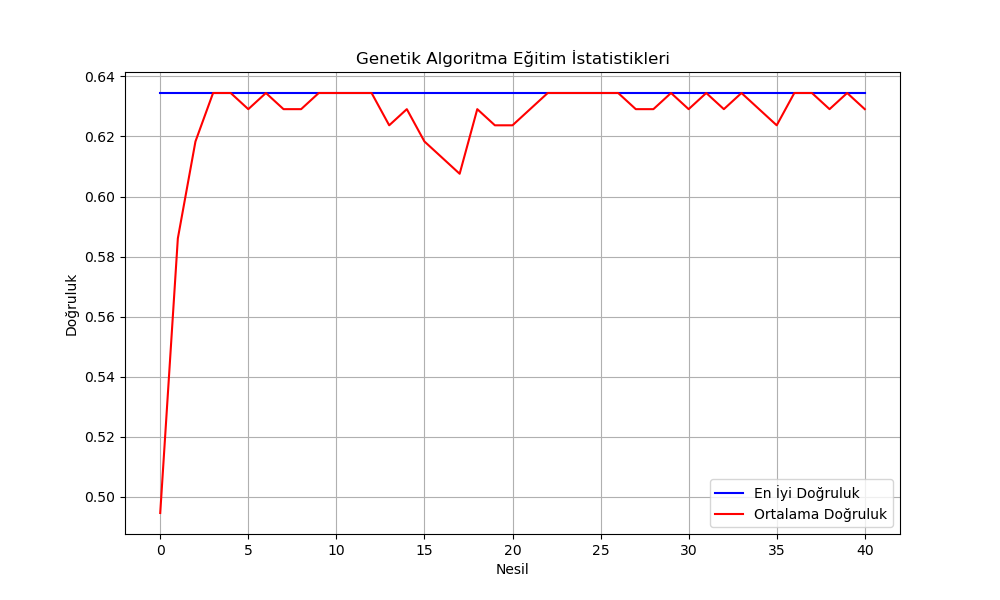 Genetik Algoritma Eğitim İstatistikleri
0.64
0.62
0.60
0.58
0.56
0.54
0.52
0.50
Doğruluk
En İyi Doğruluk
Ortalama Doğruluk
0 5 10 15 20 25 30 35 40
Nesil